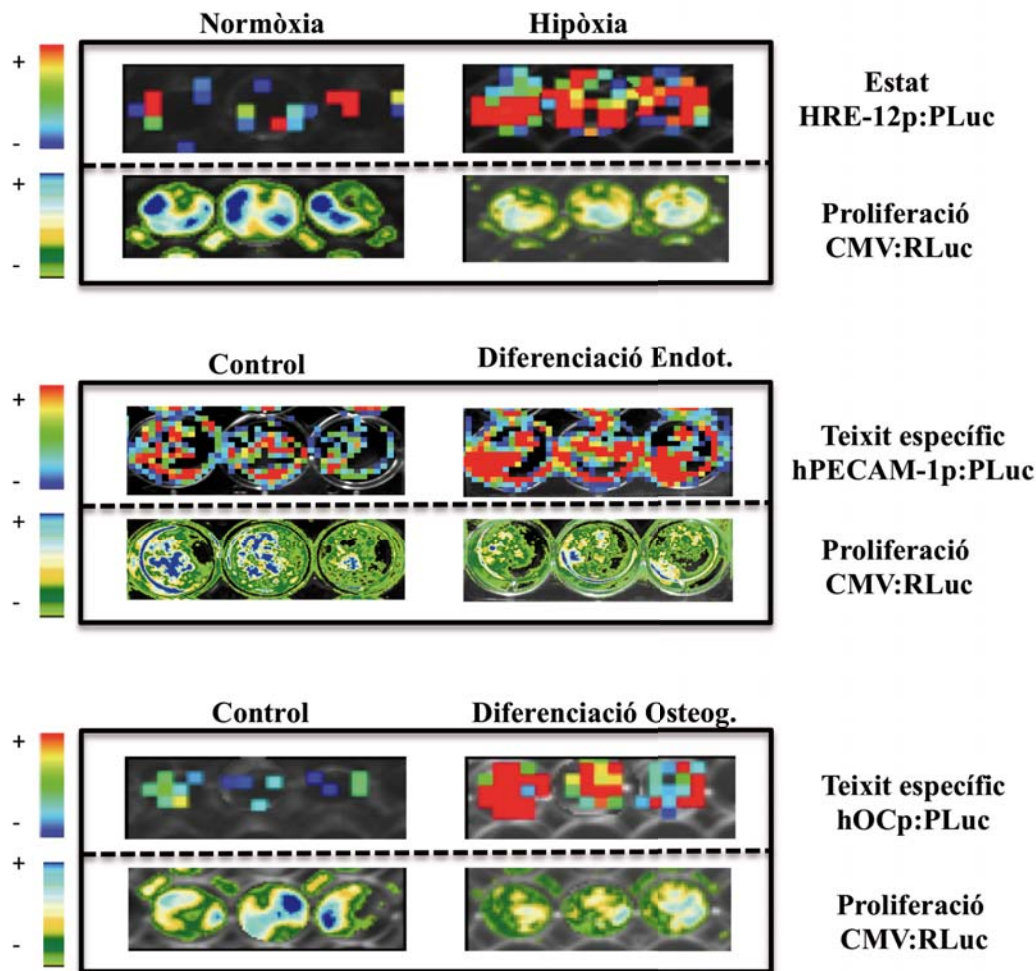 Normòxia
Hipòxia
+
-
Estat
HRE-12p:PLuc
+
-
Proliferació
CMV:RLuc
Control
Diferenciació Endot.
+
-
Teixit específic
hPECAM-1p:PLuc
+
-
Proliferació
CMV:RLuc
Control
Diferenciació Osteog.
+
-
Teixit específic
hOCp:PLuc
+
-
Proliferació
CMV:RLuc